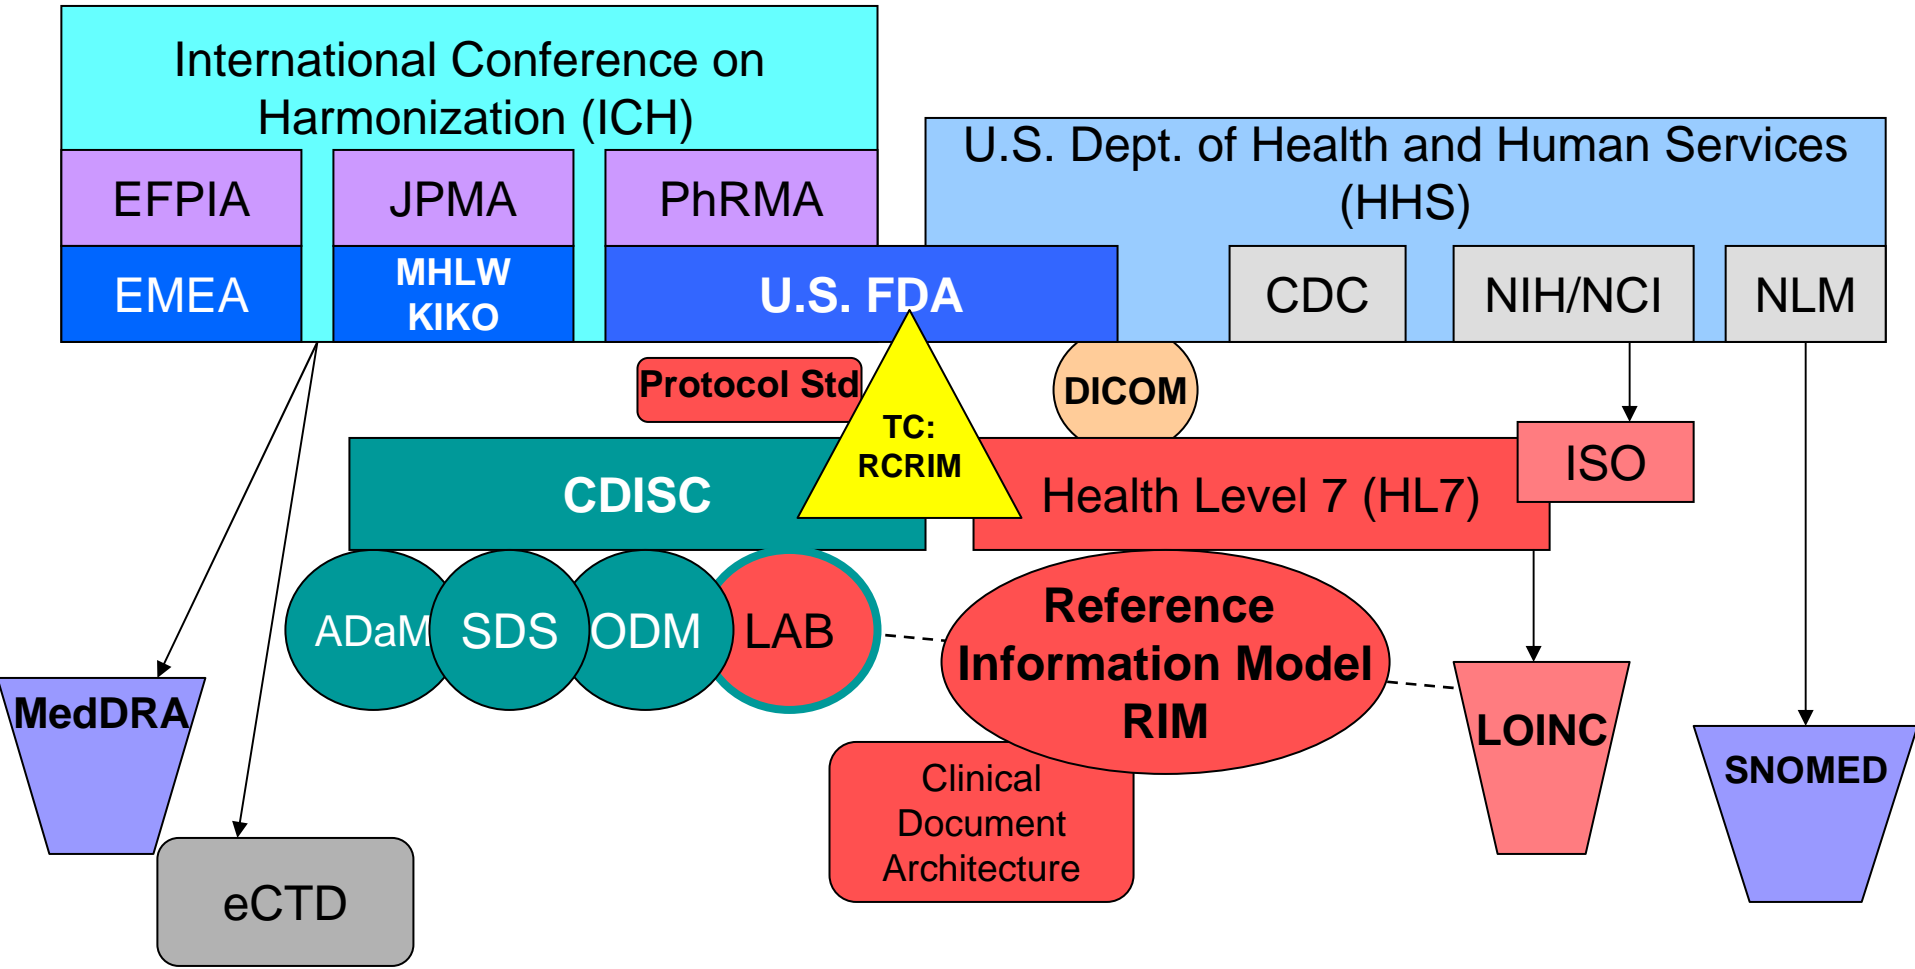 International Conference on
Harmonization (ICH)
U.S. Dept. of Health and Human Services
(HHS)
EFPIA
JPMA
PhRMA
EMEA
MHLW
KIKO
U.S. FDA
CDC
NIH/NCI
NLM
Protocol Std
DICOM
TC:
RCRIM
CDISC
Health Level 7 (HL7)
ISO
ADaM
SDS
ODM
LAB
Reference
Information Model
RIM
MedDRA
LOINC
SNOMED
Clinical
Document
Architecture
eCTD